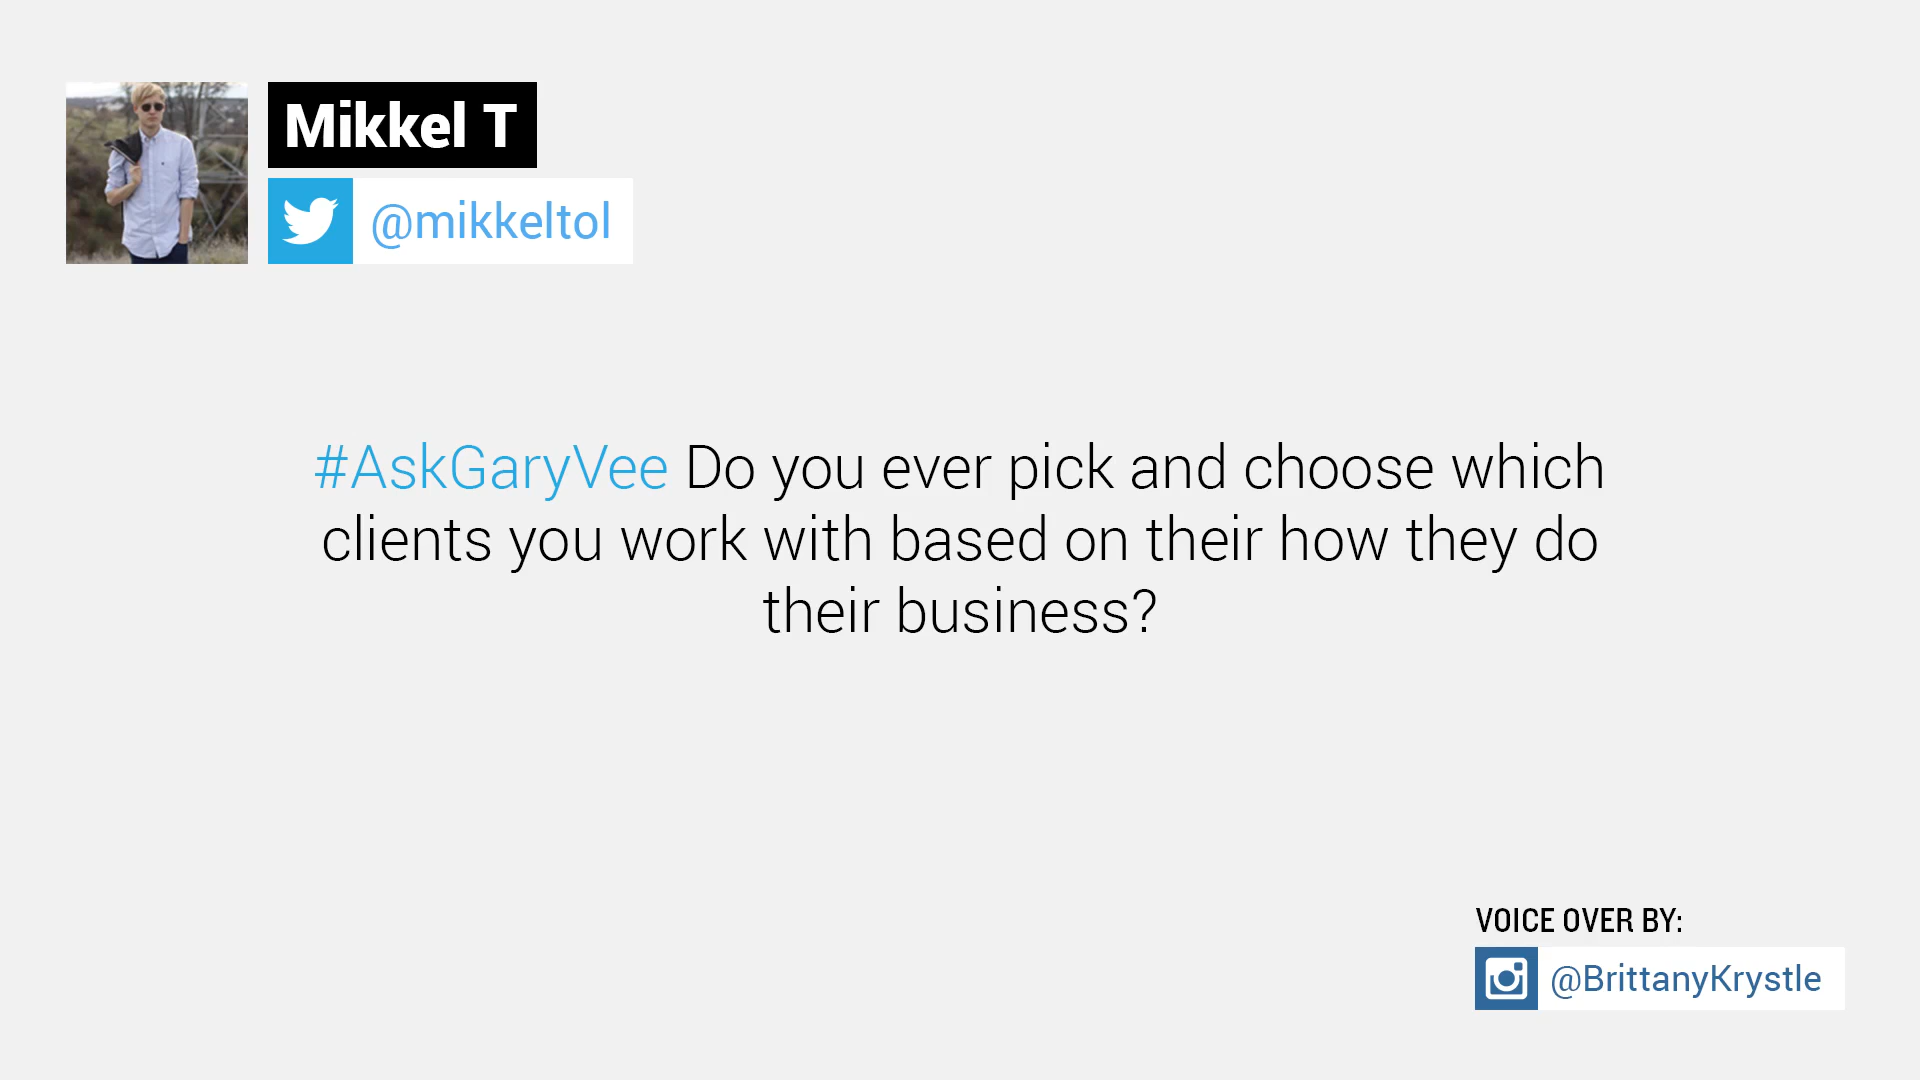 Mikkel T
@mikkeltol
#AskGaryVee Do you ever pick and choose which
clients you work with based on their how they do
their business?
VOICE OVER BY:
@BrittanyKrystle